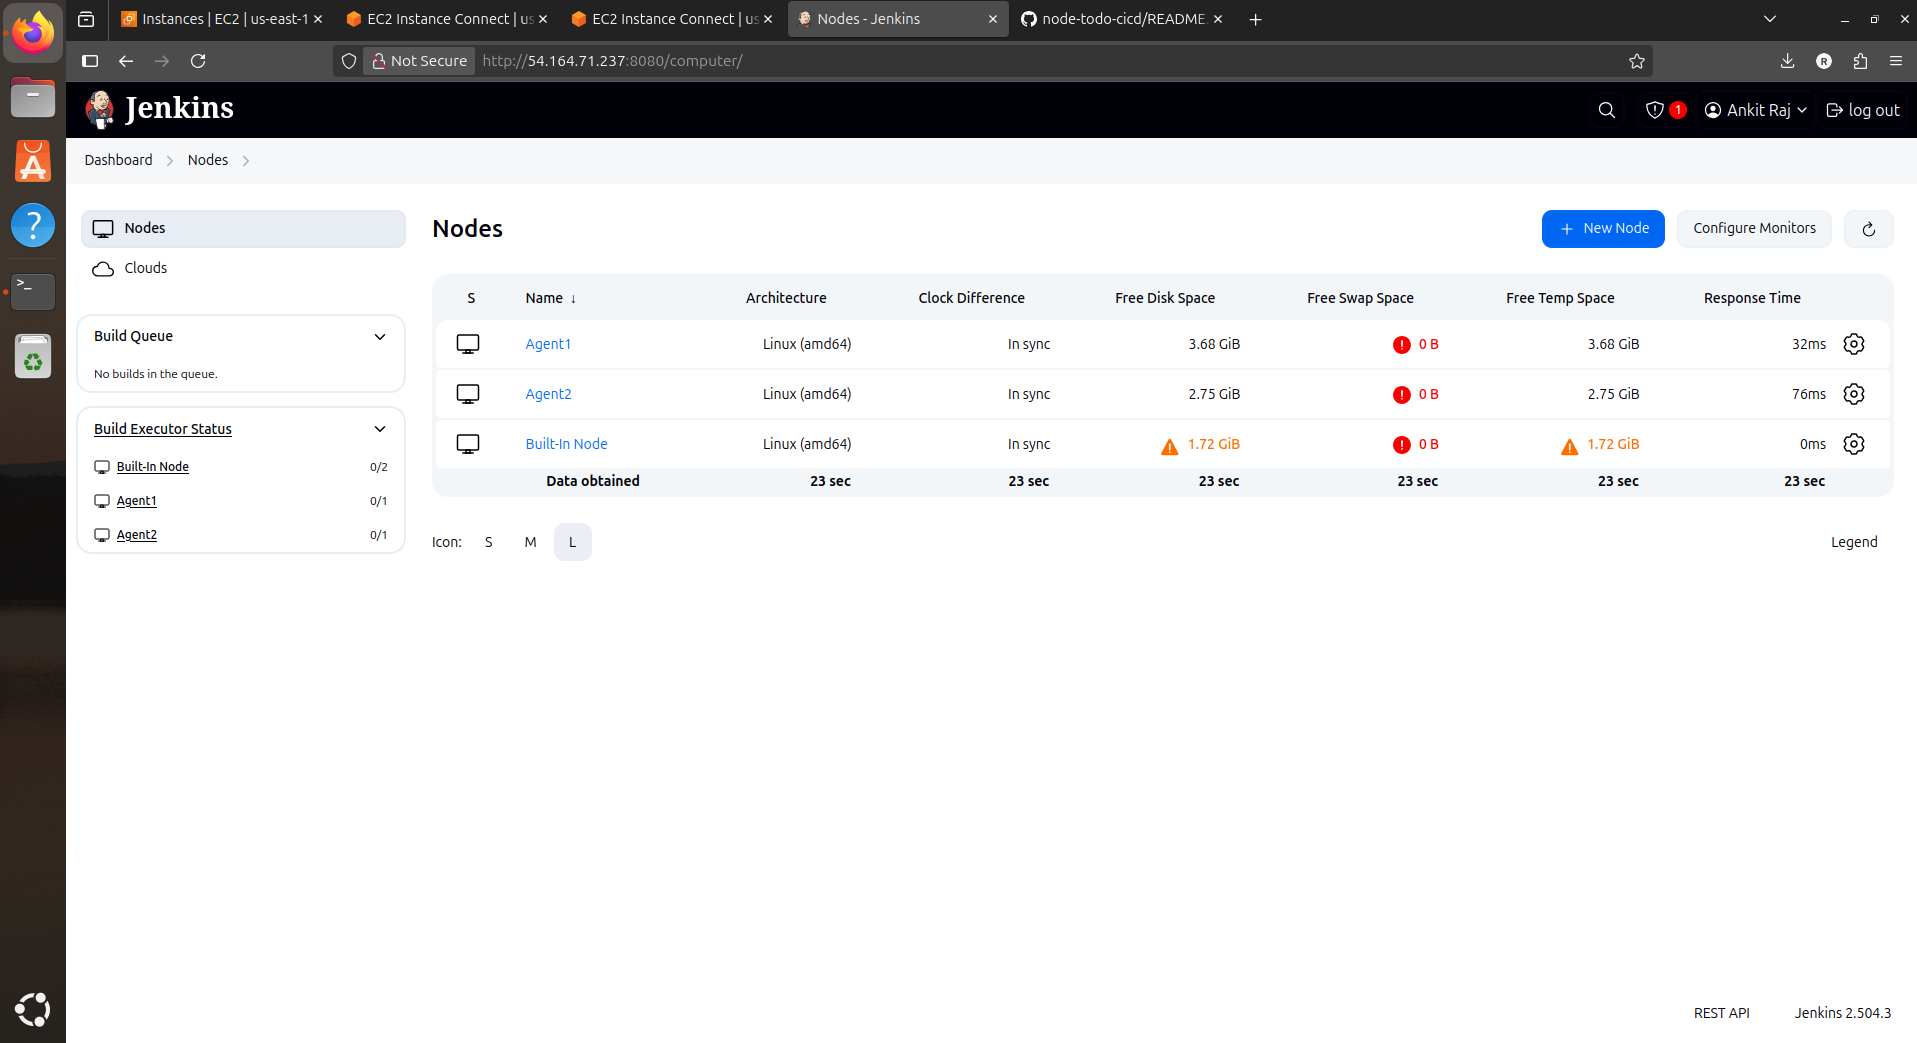 Instances | EC2 | us-east-1
EC2 Instance Connect | us
EC2 Instance Connect | us
Nodes - Jenkins
node-todo-cicd/README.
Not Secure
http://54.164.71.237:8080/computer/
R
Jenkins
1
Ankit Raj
log out
Dashboard
Nodes
Nodes
Clouds
Build Queue
No builds in the queue.
Build Executor Status
Built-In Node 0/2
Agent1 0/1
Agent2 0/1
Nodes
+ New Node
Configure Monitors
S Name ↓ Architecture Clock Difference Free Disk Space Free Swap Space Free Temp Space Response Time
Agent1 Linux (amd64) In sync 3.68 GiB 0 B 3.68 GiB 32ms
Agent2 Linux (amd64) In sync 2.75 GiB 0 B 2.75 GiB 76ms
Built-In Node Linux (amd64) In sync 1.72 GiB 0 B 1.72 GiB 0ms
Data obtained 23 sec 23 sec 23 sec 23 sec 23 sec 23 sec
Icon: S M L
Legend
REST API
Jenkins 2.504.3